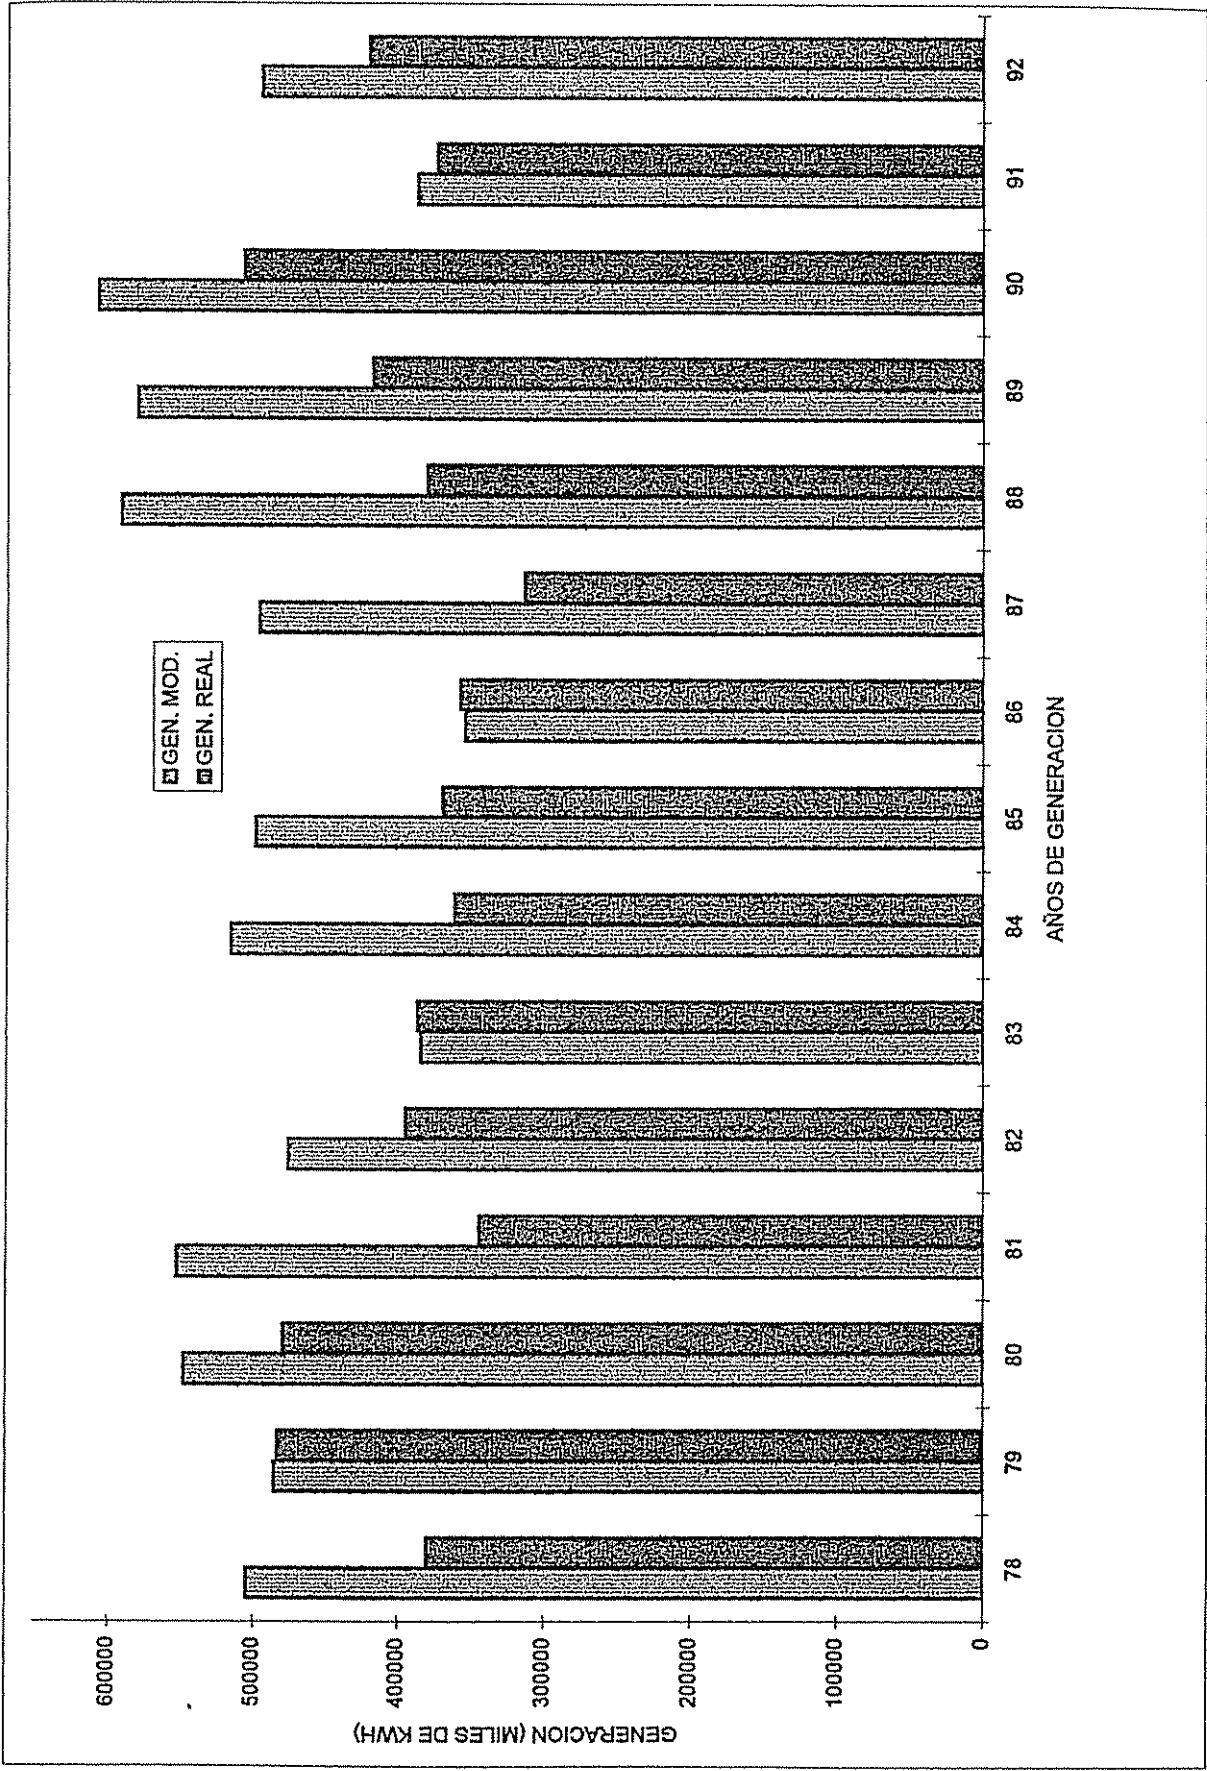 GENERACION (MILES DE KWH)
600000
500000
400000
300000
200000
100000
0
GEN. MOD.
GEN. REAL
78 79 80 81 82 83 84 85 86 87 88 89 90 91 92
AÑOS DE GENERACION